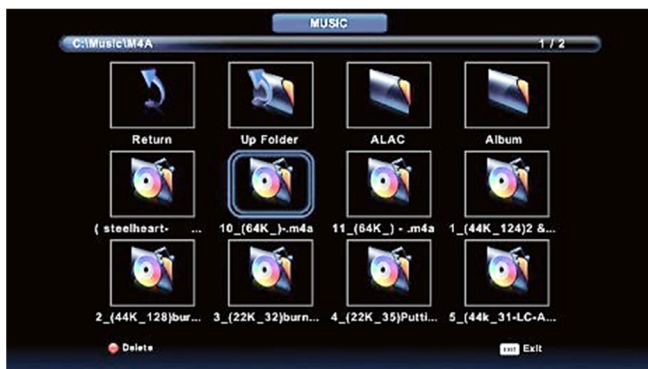 MUSIC
C:\Music\M4A 1 / 2
Return Up Folder ALAC Album
( steelheart- ... 10_(64K_)-.m4a 11_(64K_) - .m4a 1_(44K_124)2 &...
2_(44K_128)bur... 3_(22K_32)burn... 4_(22K_35)Putti... 5_(44k_31-LC-A...
Delete EXIT Exit